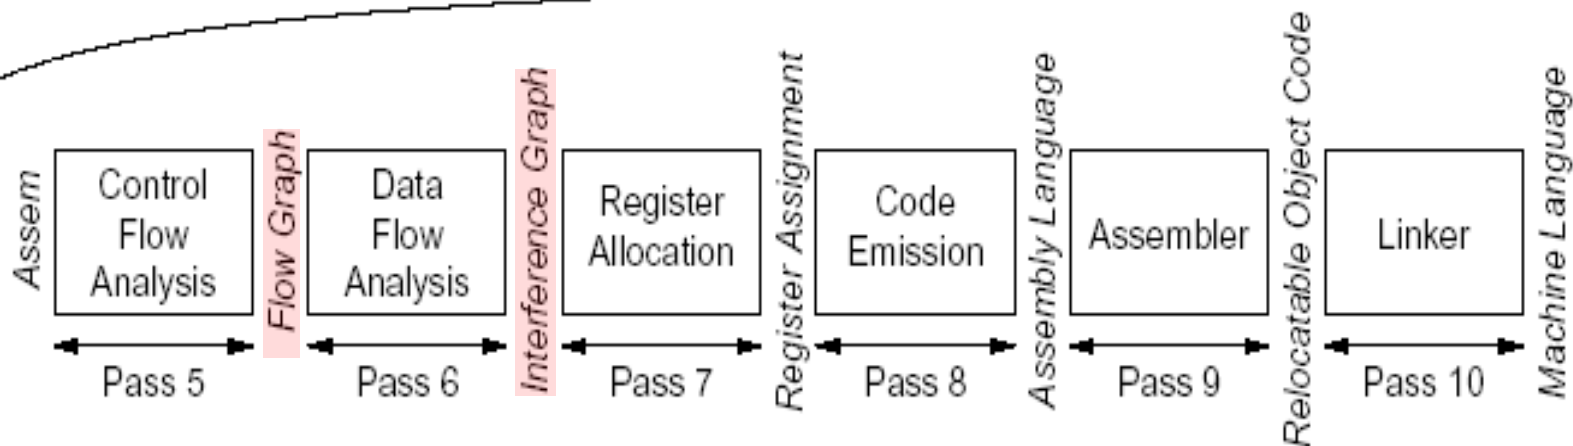 Assem
Control
Flow
Analysis
Pass 5
Flow Graph
Data
Flow
Analysis
Pass 6
Interference Graph
Register
Allocation
Pass 7
Register Assignment
Code
Emission
Pass 8
Assembly Language
Assembler
Pass 9
Relocatable Object Code
Linker
Pass 10
Machine Language